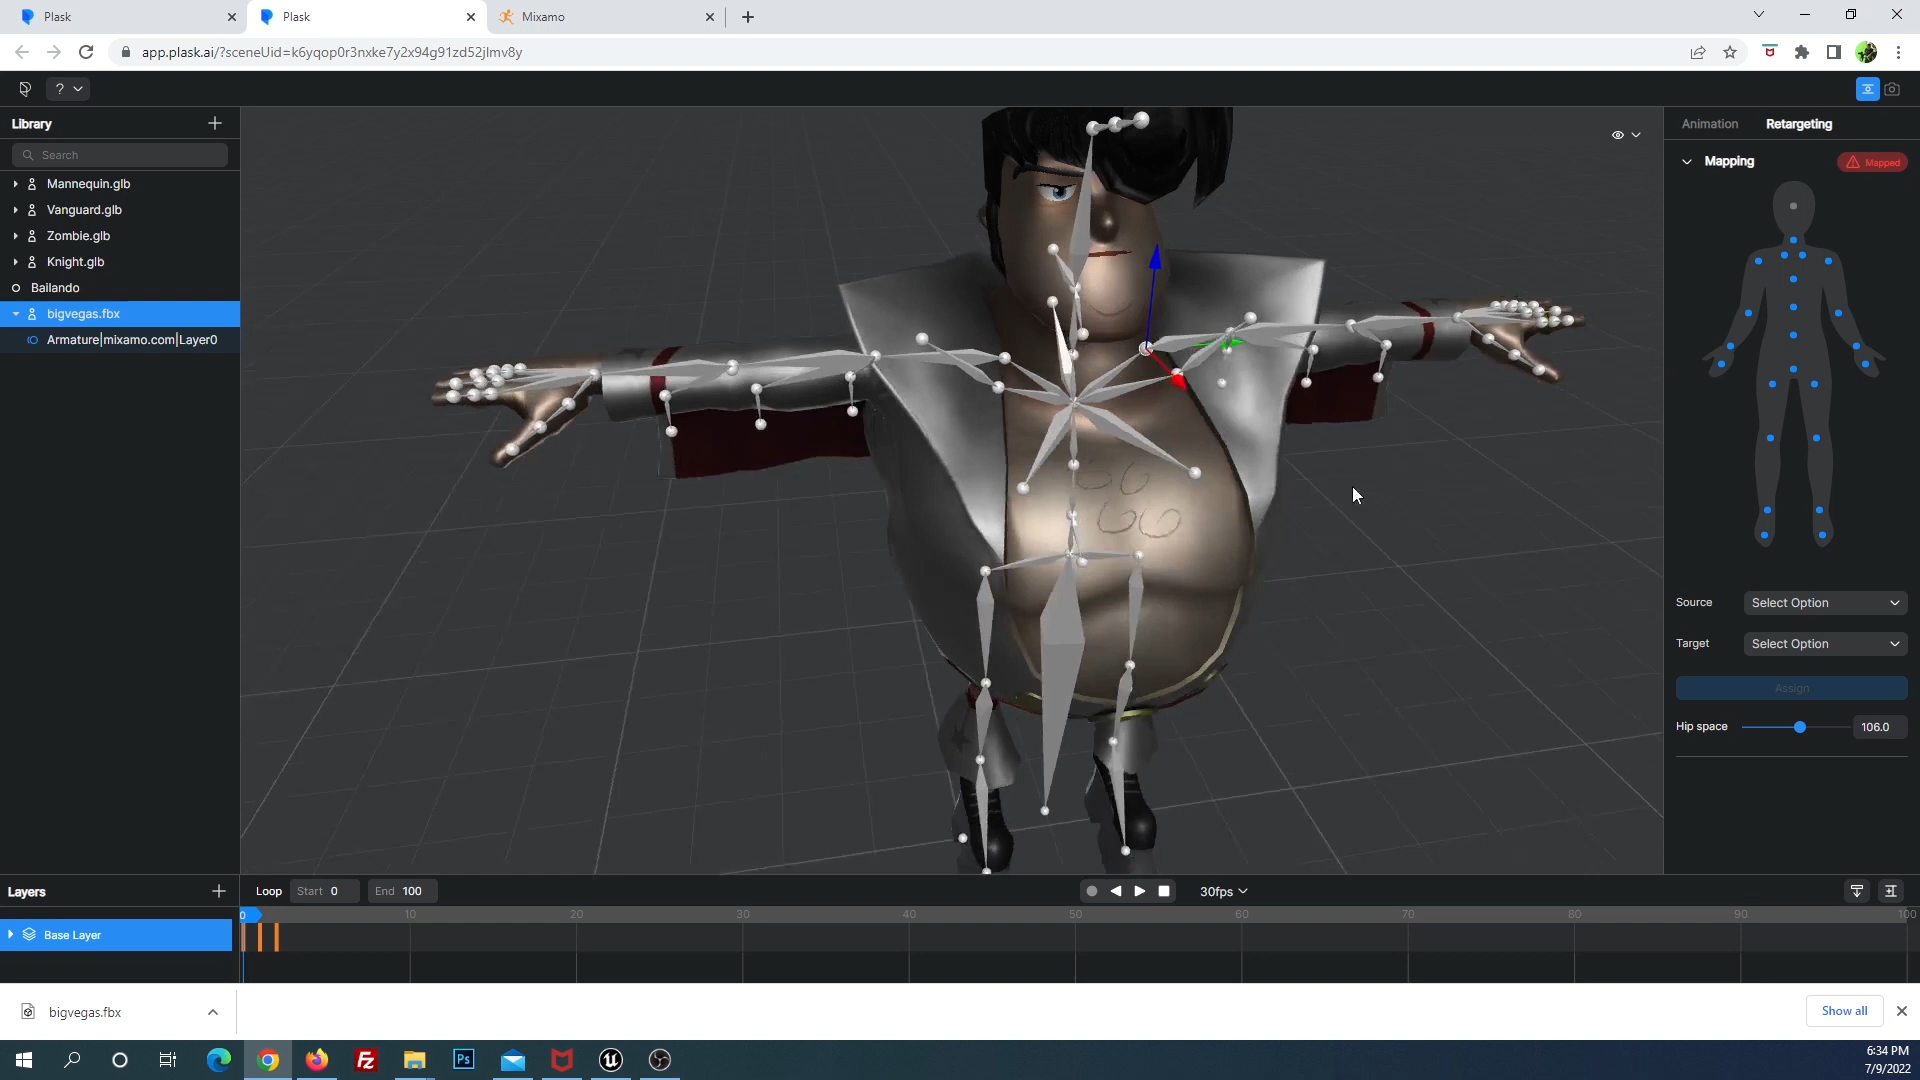 Plask
Plask
Mixamo
app.plask.ai/?sceneUid=k6yqop0r3nxke7y2x94g91zd52jlmv8y
?
Library
Animation
Retargeting
Search
Mapping
Mapped
Mannequin.glb
Vanguard.glb
Zombie.glb
Knight.glb
Bailando
bigvegas.fbx
Armature|mixamo.com|Layer0
Source
Select Option
Target
Select Option
Assign
Hip space
106.0
Layers
Loop
Start 0
End 100
30fps
0 10 20 30 40 50 60 70 80 90 100
Base Layer
bigvegas.fbx
Show all
Fz
Ps
6:34 PM
7/9/2022